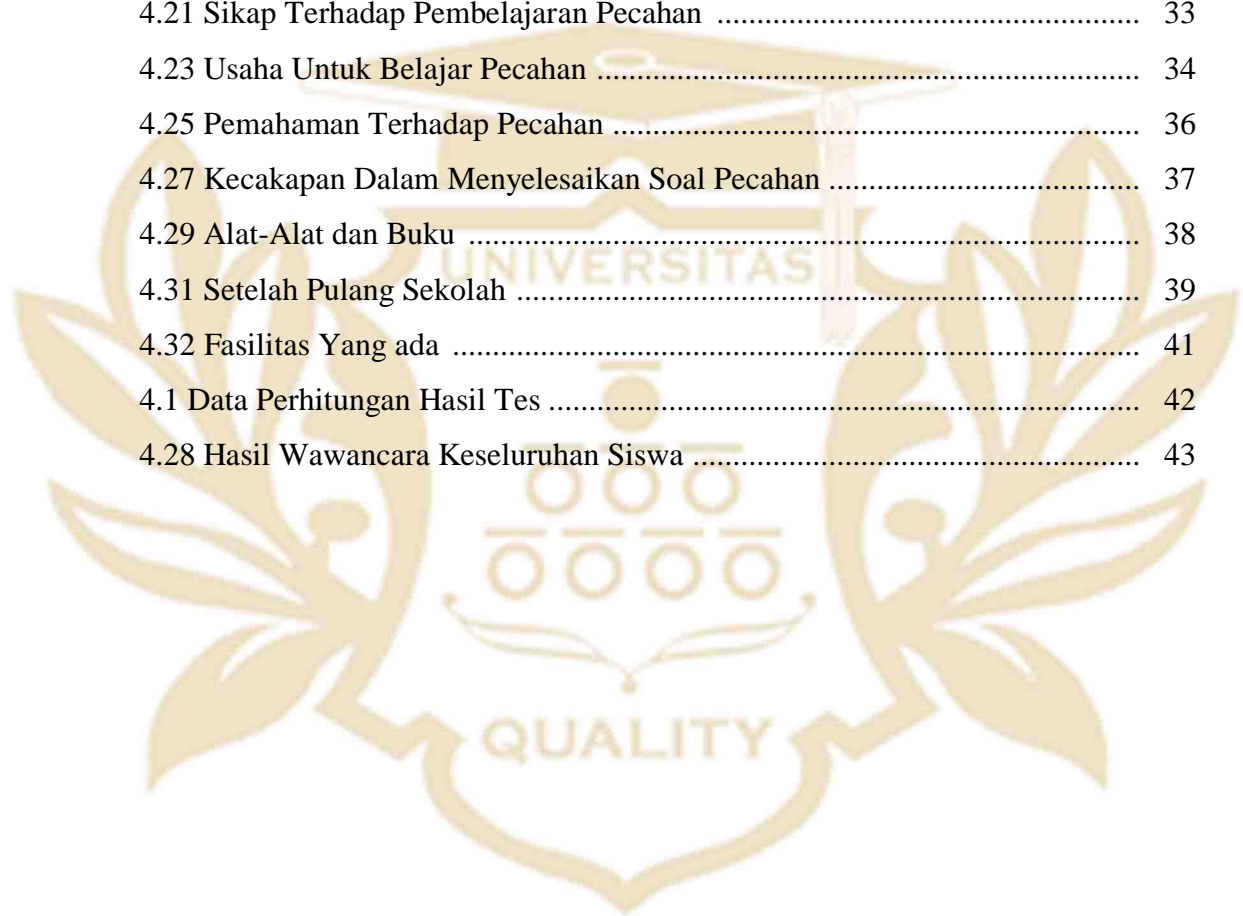 4.21 Sikap Terhadap Pembelajaran Pecahan ........................................................ 33
4.23 Usaha Untuk Belajar Pecahan ....................................................................... 34
4.25 Pemahaman Terhadap Pecahan ..................................................................... 36
4.27 Kecakapan Dalam Menyelesaikan Soal Pecahan .......................................... 37
4.29 Alat-Alat dan Buku ....................................................................................... 38
4.31 Setelah Pulang Sekolah ................................................................................. 39
4.32 Fasilitas Yang ada ......................................................................................... 41
4.1 Data Perhitungan Hasil Tes ............................................................................ 42
4.28 Hasil Wawancara Keseluruhan Siswa ........................................................... 43
UNIVERSITAS
QUALITY